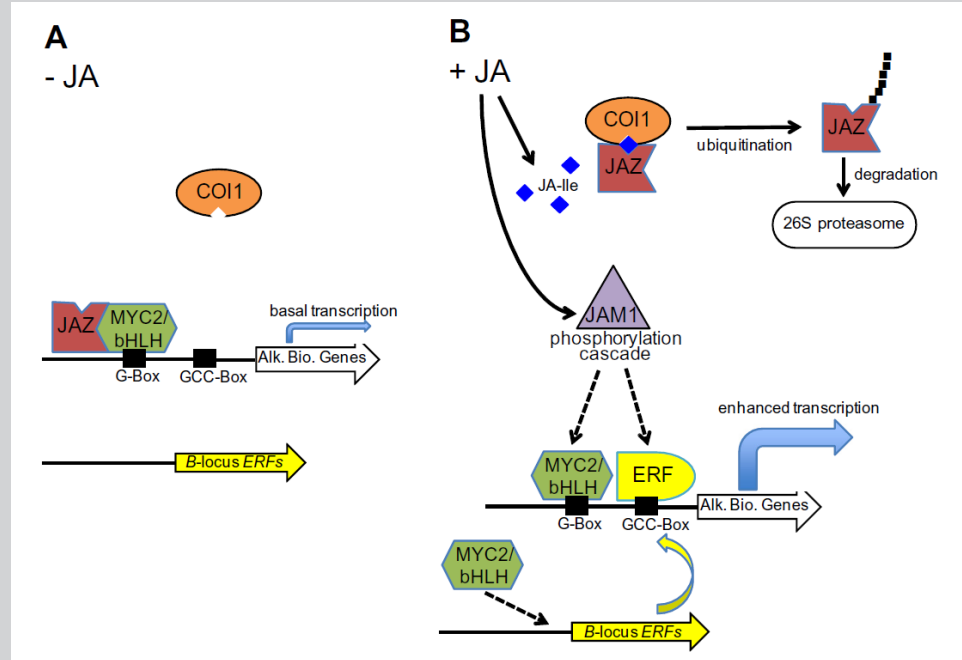 A
- JA
COI1
JAZ
MYC2/
bHLH
basal transcription
Alk. Bio. Genes
G-Box
GCC-Box
B-locus ERFs
B
+ JA
COI1
JAZ
JA-Ile
ubiquitination
JAZ
degradation
26S proteasome
JAM1
phosphorylation
cascade
enhanced transcription
MYC2/
bHLH
ERF
Alk. Bio. Genes
G-Box
GCC-Box
MYC2/
bHLH
B-locus ERFs